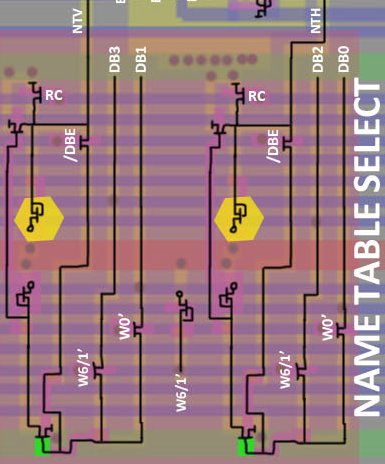 NTV
NTH
DB3
DB1
DB2
DB0
RC
RC
/DBE
/DBE
W0'
W0'
W6/1'
W6/1'
W6/1'
NAME TABLE SELECT